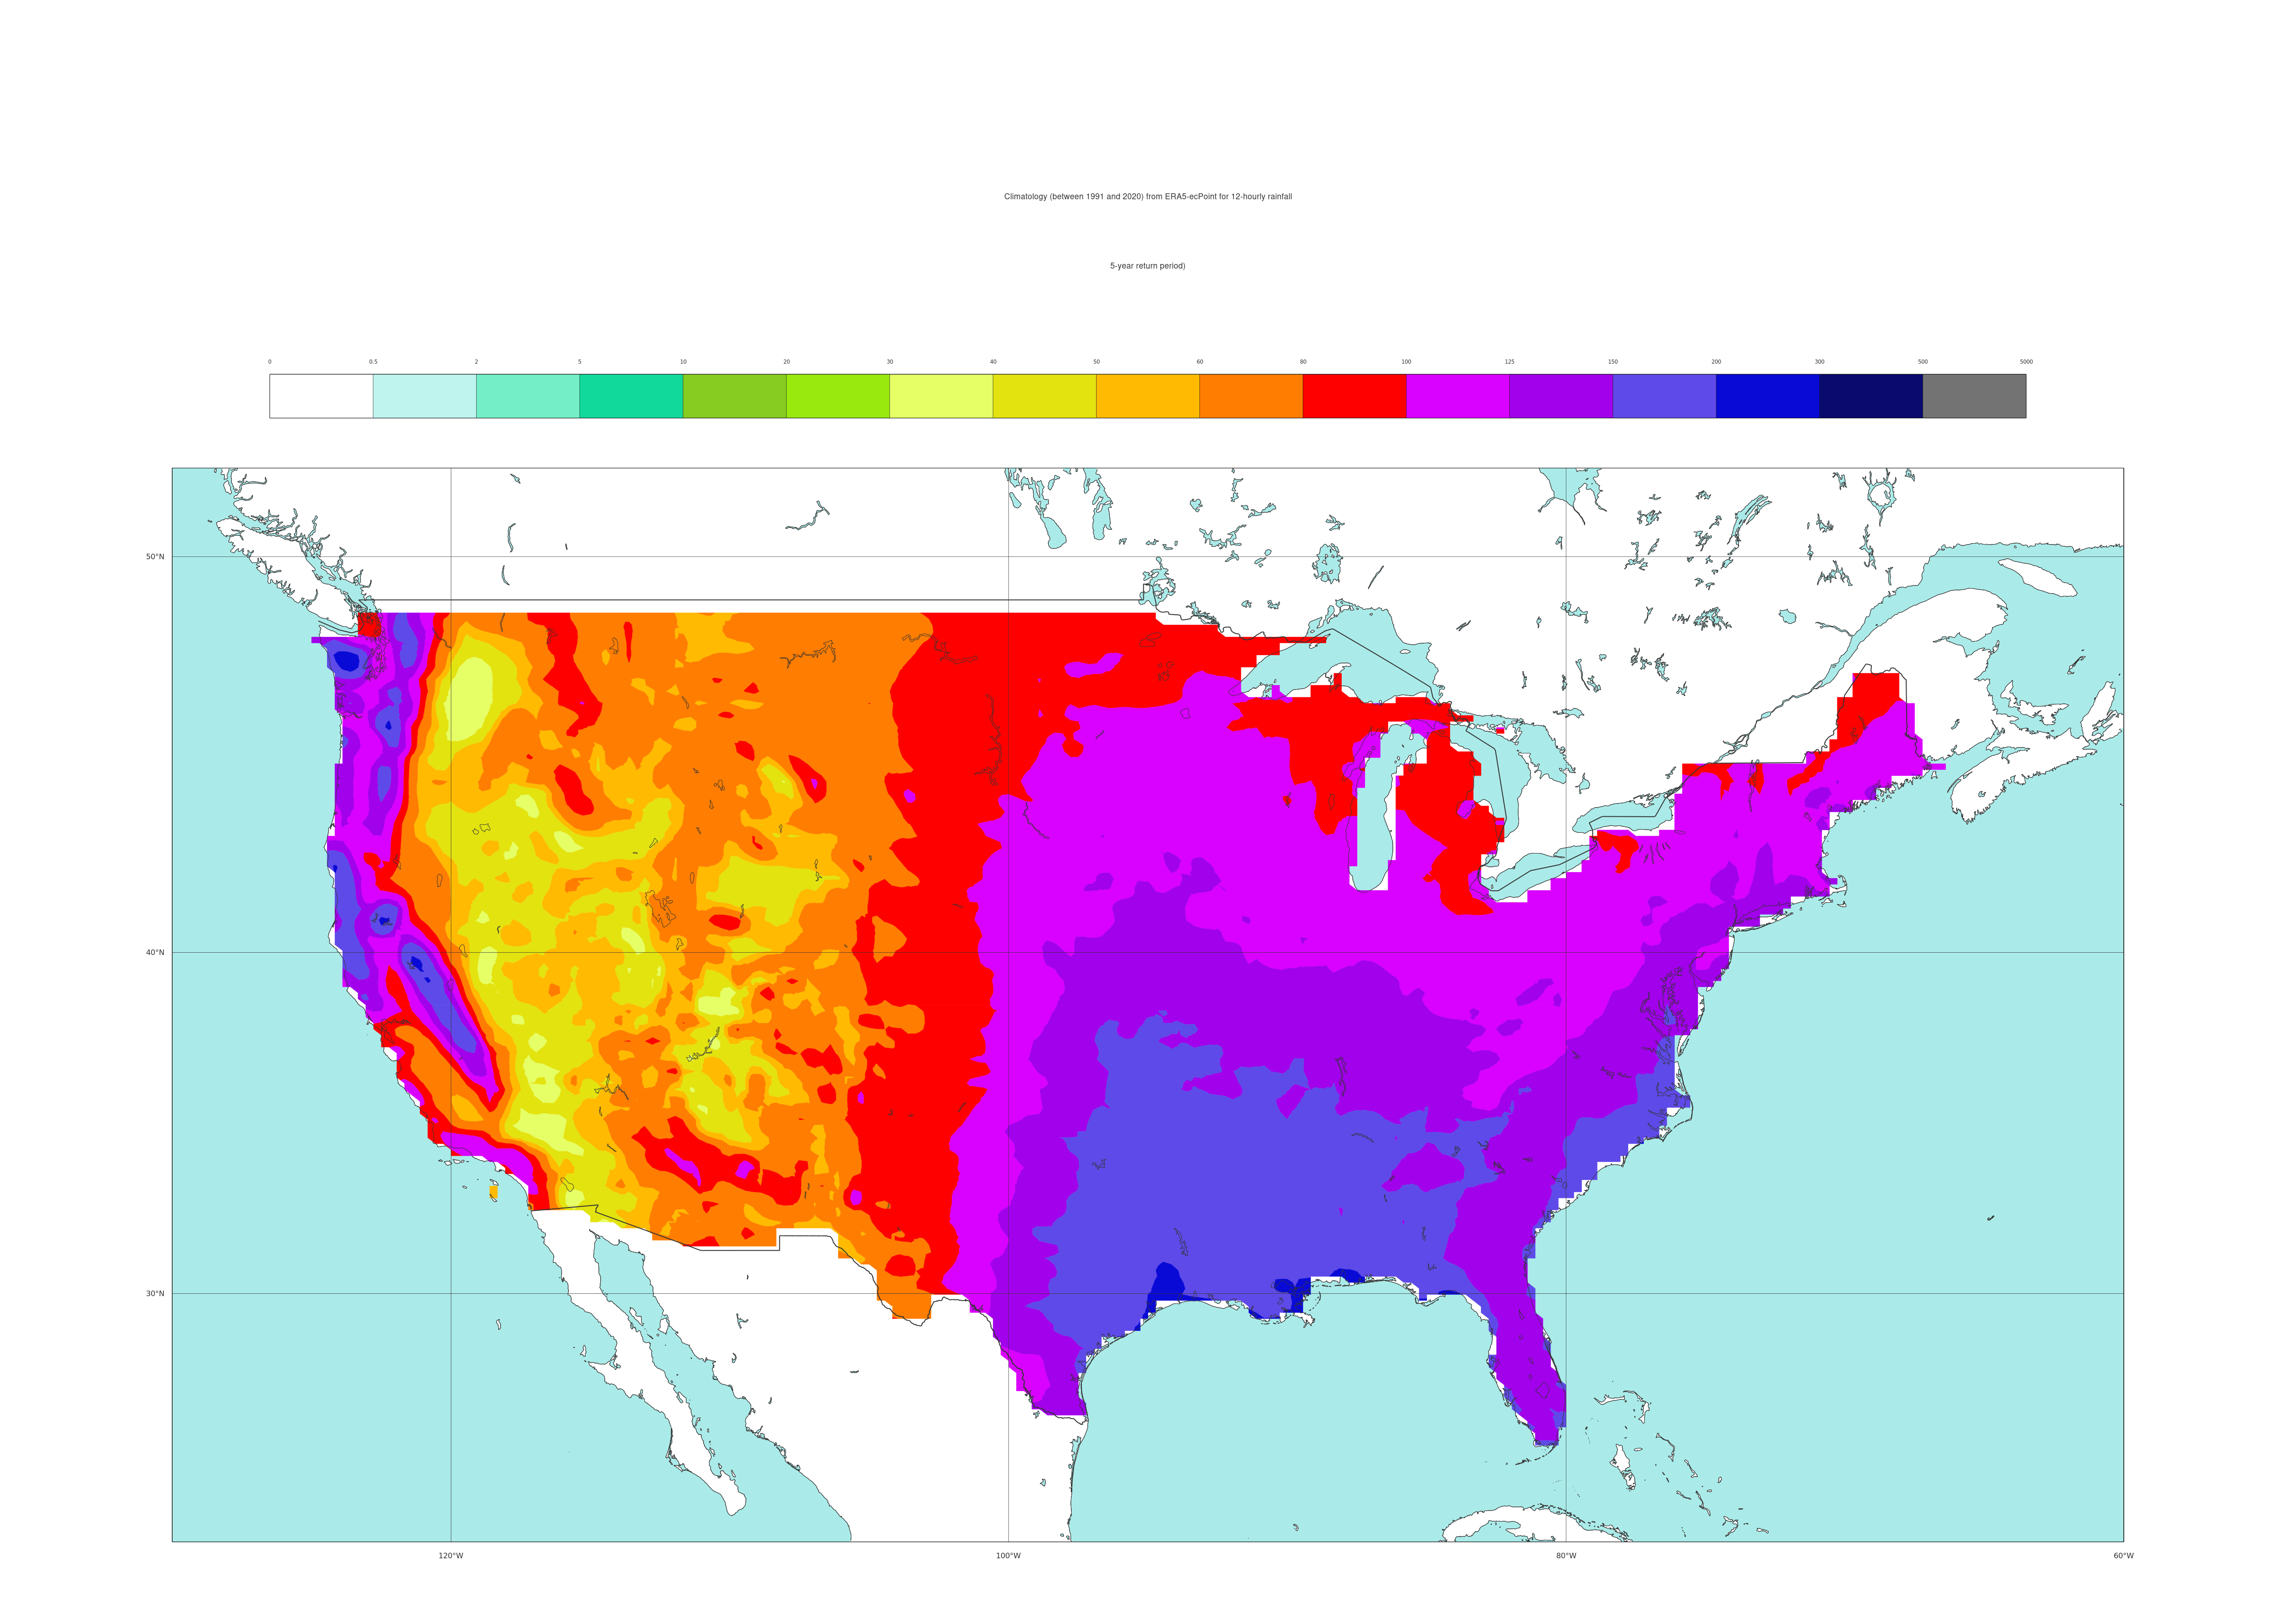 Climatology (between 1991 and 2020) from ERA5-ecPoint for 12-hourly rainfall
5-year return period)
0 0.5 2 5 10 20 30 40 50 60 80 100 125 150 200 300 500 5000
50°N
40°N
30°N
120°W 100°W 80°W 60°W